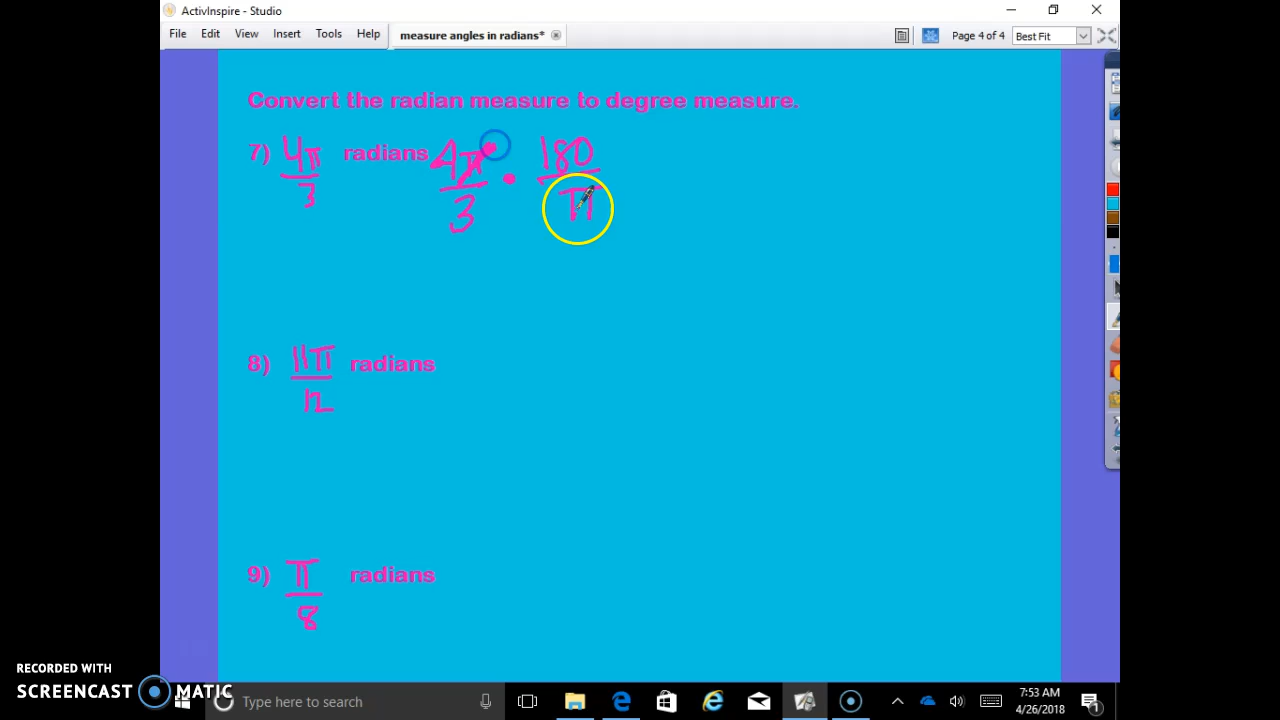 ActivInspire - Studio
File Edit View Insert Tools Help measure angles in radians* Page 4 of 4 Best Fit
Convert the radian measure to degree measure.
7) 4π/3 radians 4π/3 · 180/π
8) 11π/12 radians
9) π/8 radians
RECORDED WITH
SCREENCAST MATIC
Type here to search
7:53 AM
4/26/2018
1